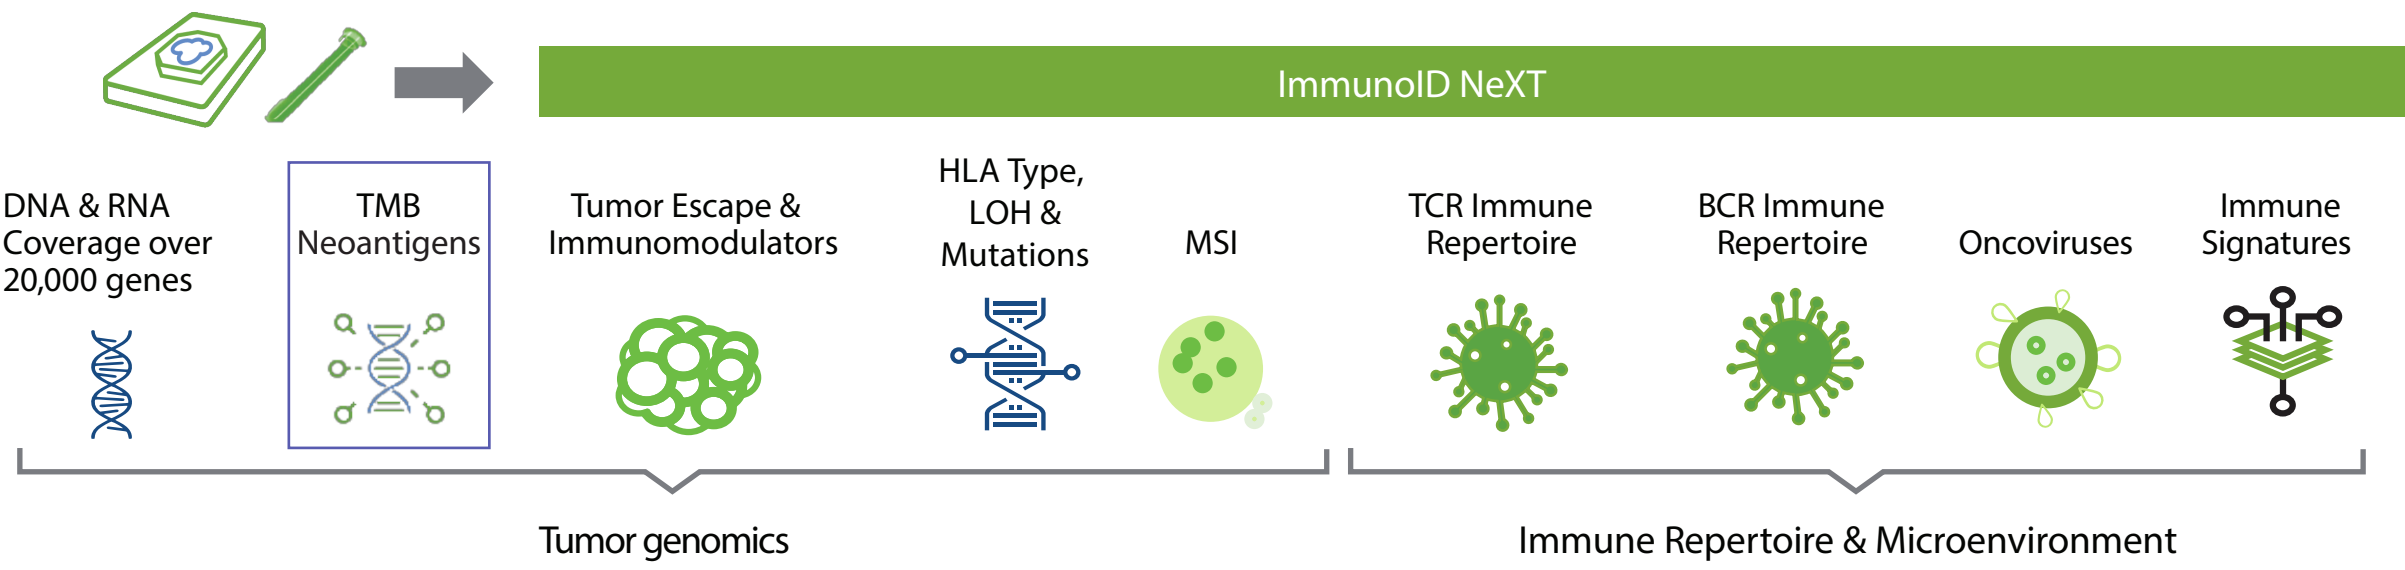 ImmunoID NeXT
DNA & RNA
Coverage over
20,000 genes
TMB
Neoantigens
Tumor Escape &
Immunomodulators
HLA Type,
LOH &
Mutations
MSI
TCR Immune
Repertoire
BCR Immune
Repertoire
Oncoviruses
Immune
Signatures
Tumor genomics
Immune Repertoire & Microenvironment